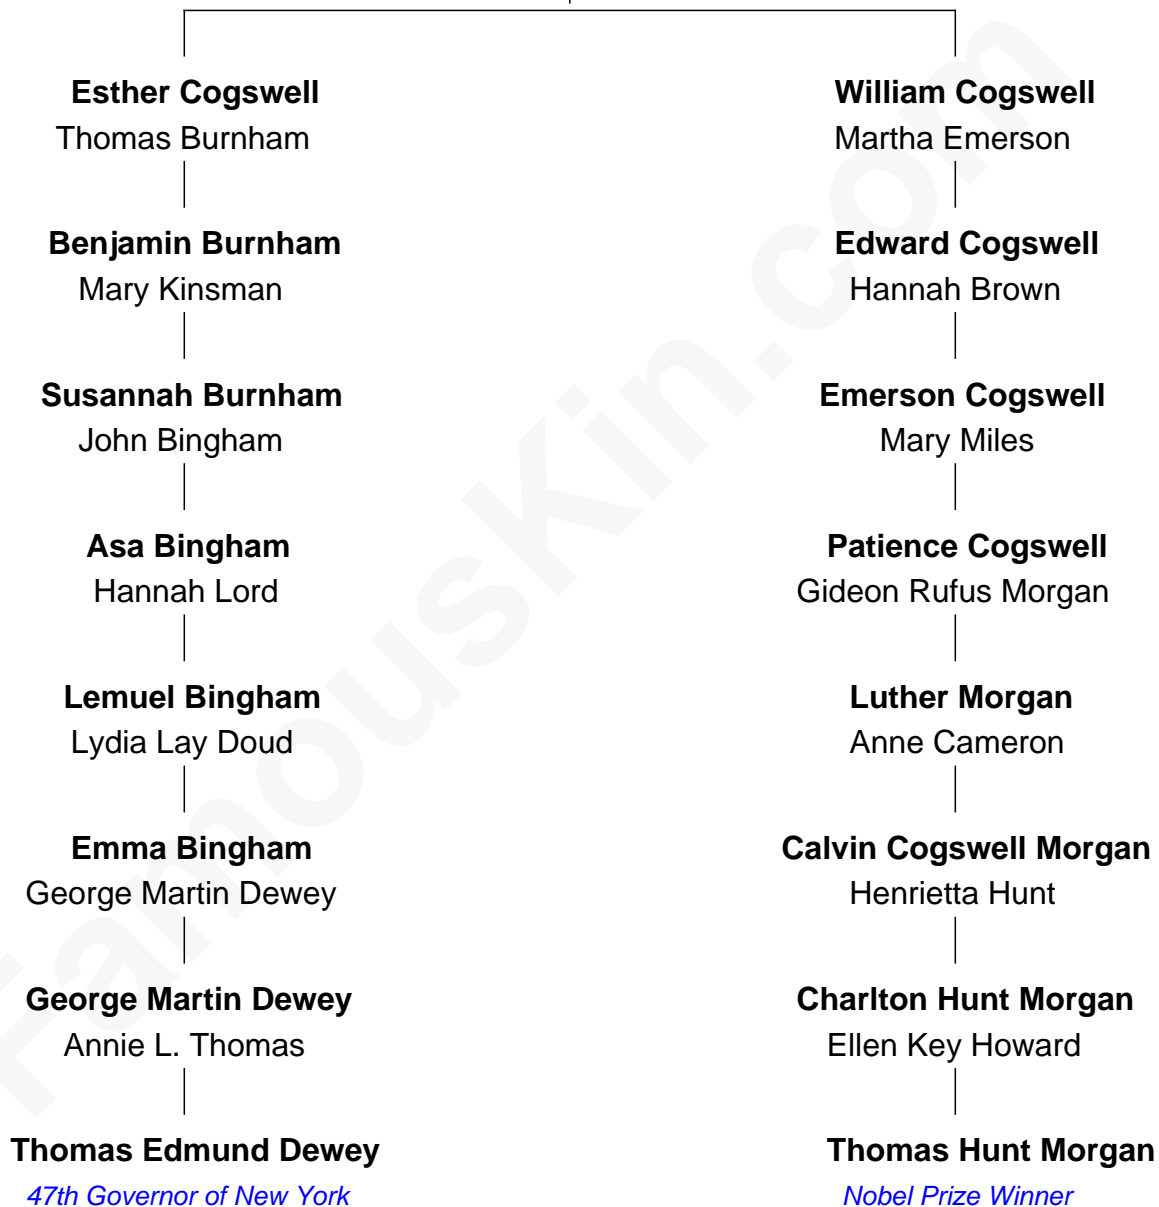 Esther Cogswell
Thomas Burnham
Benjamin Burnham
Mary Kinsman
Susannah Burnham
John Bingham
Asa Bingham
Hannah Lord
Lemuel Bingham
Lydia Lay Doud
Emma Bingham
George Martin Dewey
George Martin Dewey
Annie L. Thomas
Thomas Edmund Dewey
47th Governor of New York
William Cogswell
Martha Emerson
Edward Cogswell
Hannah Brown
Emerson Cogswell
Mary Miles
Patience Cogswell
Gideon Rufus Morgan
Luther Morgan
Anne Cameron
Calvin Cogswell Morgan
Henrietta Hunt
Charlton Hunt Morgan
Ellen Key Howard
Thomas Hunt Morgan
Nobel Prize Winner
FamousKin.com